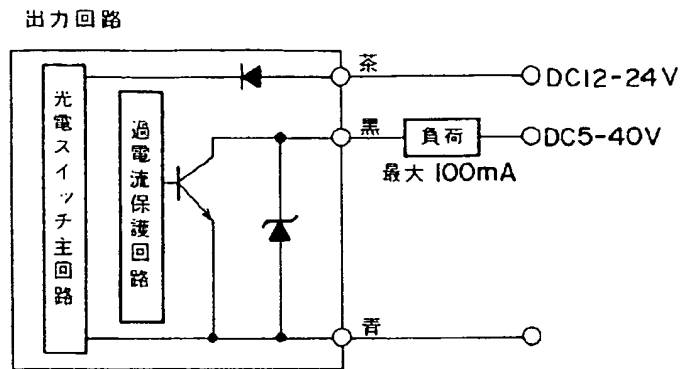 出力回路
茶
DC12-24V
光電スイッチ主回路
過電流保護回路
黒
負荷
DC5-40V
最大 100mA
青